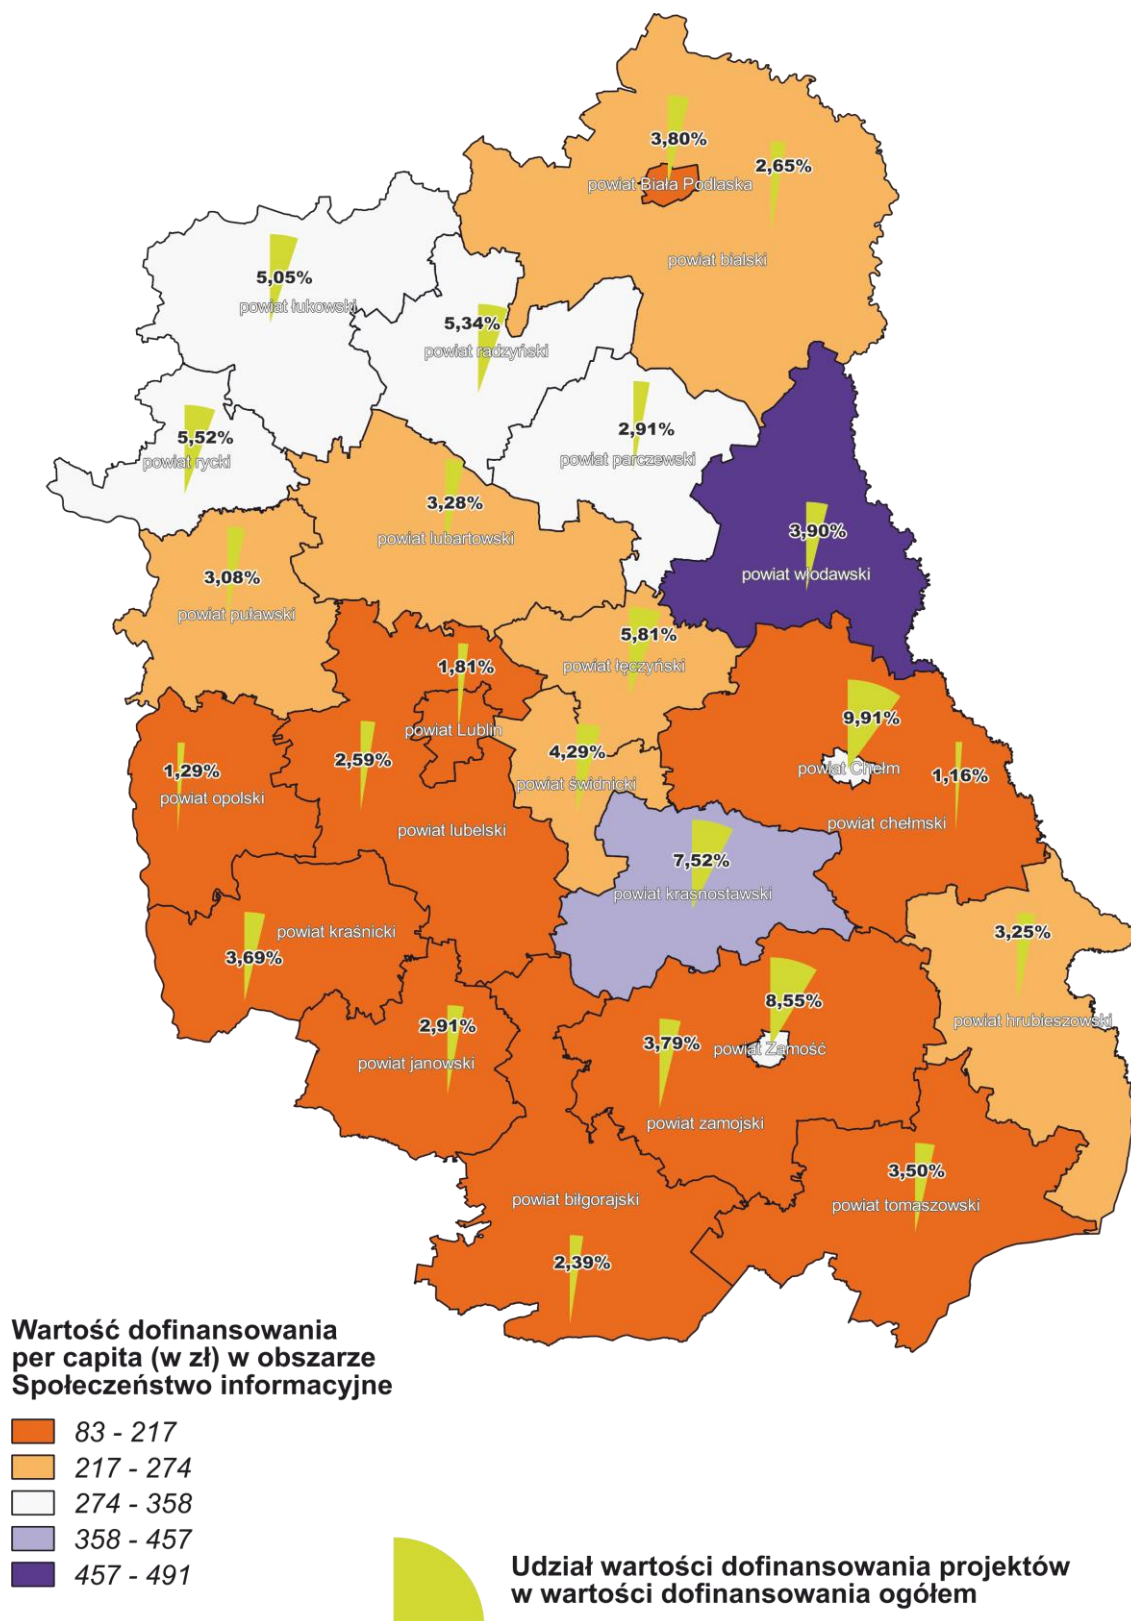 3,80%
2,65%
powiat Biała Podlaska
powiat bialski
5,05%
powiat łukowski
5,34%
powiat radzyński
5,52%
powiat rycki
2,91%
powiat parczewski
3,28%
powiat lubartowski
3,90%
powiat włodawski
3,08%
powiat puławski
5,81%
powiat łęczyński
1,81%
powiat Lublin
9,91%
powiat Chełm
1,16%
powiat chełmski
4,29%
powiat świdnicki
2,59%
powiat lubelski
1,29%
powiat opolski
7,52%
powiat krasnostawski
powiat kraśnicki
3,69%
3,25%
powiat hrubieszowski
8,55%
powiat Zamość
3,79%
powiat zamojski
2,91%
powiat janowski
3,50%
powiat tomaszowski
powiat biłgorajski
2,39%
Wartość dofinansowania
per capita (w zł) w obszarze
Społeczeństwo informacyjne
83 - 217
217 - 274
274 - 358
358 - 457
457 - 491
Udział wartości dofinansowania projektów
w wartości dofinansowania ogółem